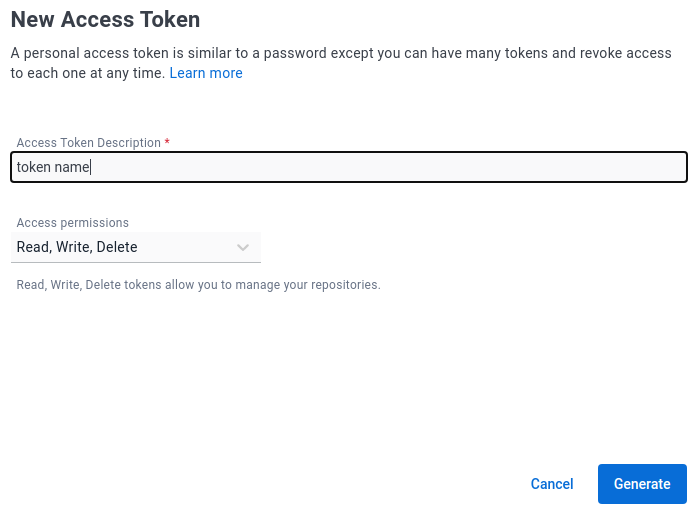 New Access Token
A personal access token is similar to a password except you can have many tokens and revoke access
to each one at any time. Learn more
Access Token Description *
token name
Access permissions
Read, Write, Delete
Read, Write, Delete tokens allow you to manage your repositories.
Cancel Generate